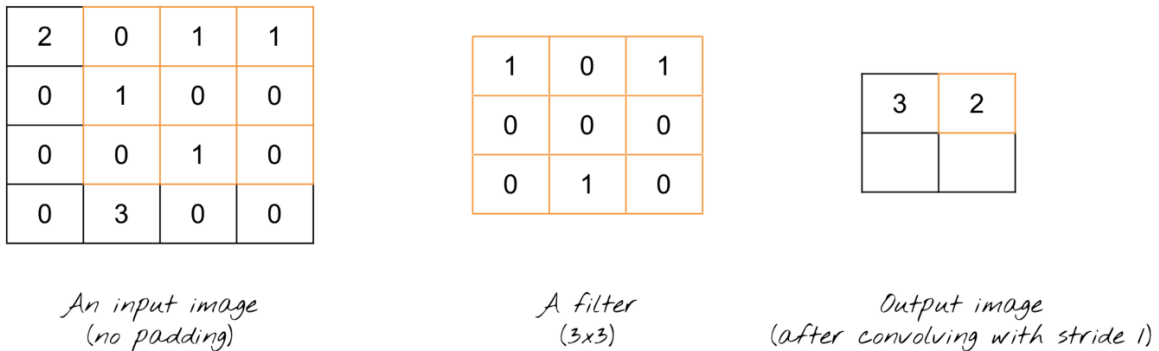 2 0 1 1
0 1 0 0
0 0 1 0
0 3 0 0
1 0 1
0 0 0
0 1 0
3 2
An input image
(no padding)
A filter
(3x3)
Output image
(after convolving with stride 1)